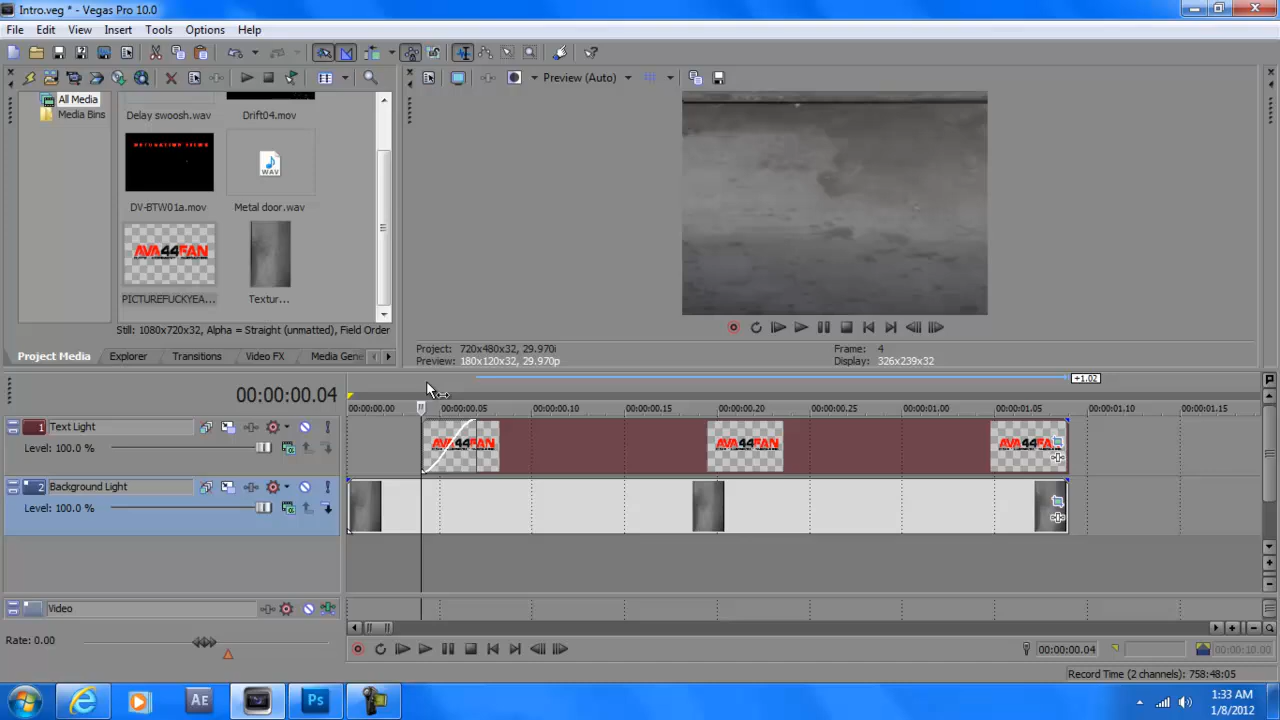 Intro.veg * - Vegas Pro 10.0
File Edit View Insert Tools Options Help
Preview (Auto)
All Media
Media Bins
Delay swoosh.wav
Drift04.mov
DV-BTW01a.mov
WAV
Metal door.wav
AVA44FAN
PICTUREFUCKYEA...
Textur...
Still: 1080x720x32, Alpha = Straight (unmatted), Field Order
Project Media Explorer Transitions Video FX Media Gene
Project: 720x480x32, 29.970i
Preview: 180x120x32, 29.970p
Frame: 4
Display: 326x239x32
+1.02
00:00:00.04
00:00:00.00 00:00:00.05 00:00:00.10 00:00:00.15 00:00:00.20 00:00:00.25 00:00:01.00 00:00:01.05 00:00:01.10 00:00:01.15
1 Text Light
Level: 100.0 %
AVA44FAN AVA44FAN AVA44FAN
2 Background Light
Level: 100.0 %
Video
Rate: 0.00
00:00:00.04
00:00:10.00
Record Time (2 channels): 758:48:05
Ae
Ps
1:33 AM
1/8/2012